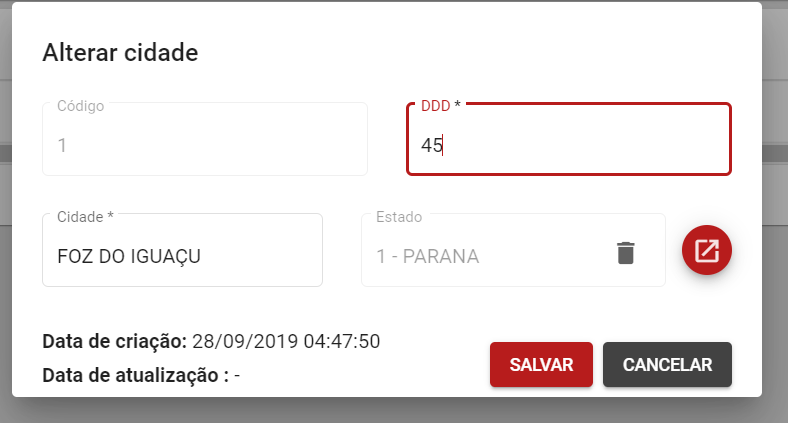 Alterar cidade
Código
1
DDD *
45
Cidade *
FOZ DO IGUAÇU
Estado
1 - PARANA
Data de criação: 28/09/2019 04:47:50
Data de atualização : -
SALVAR
CANCELAR